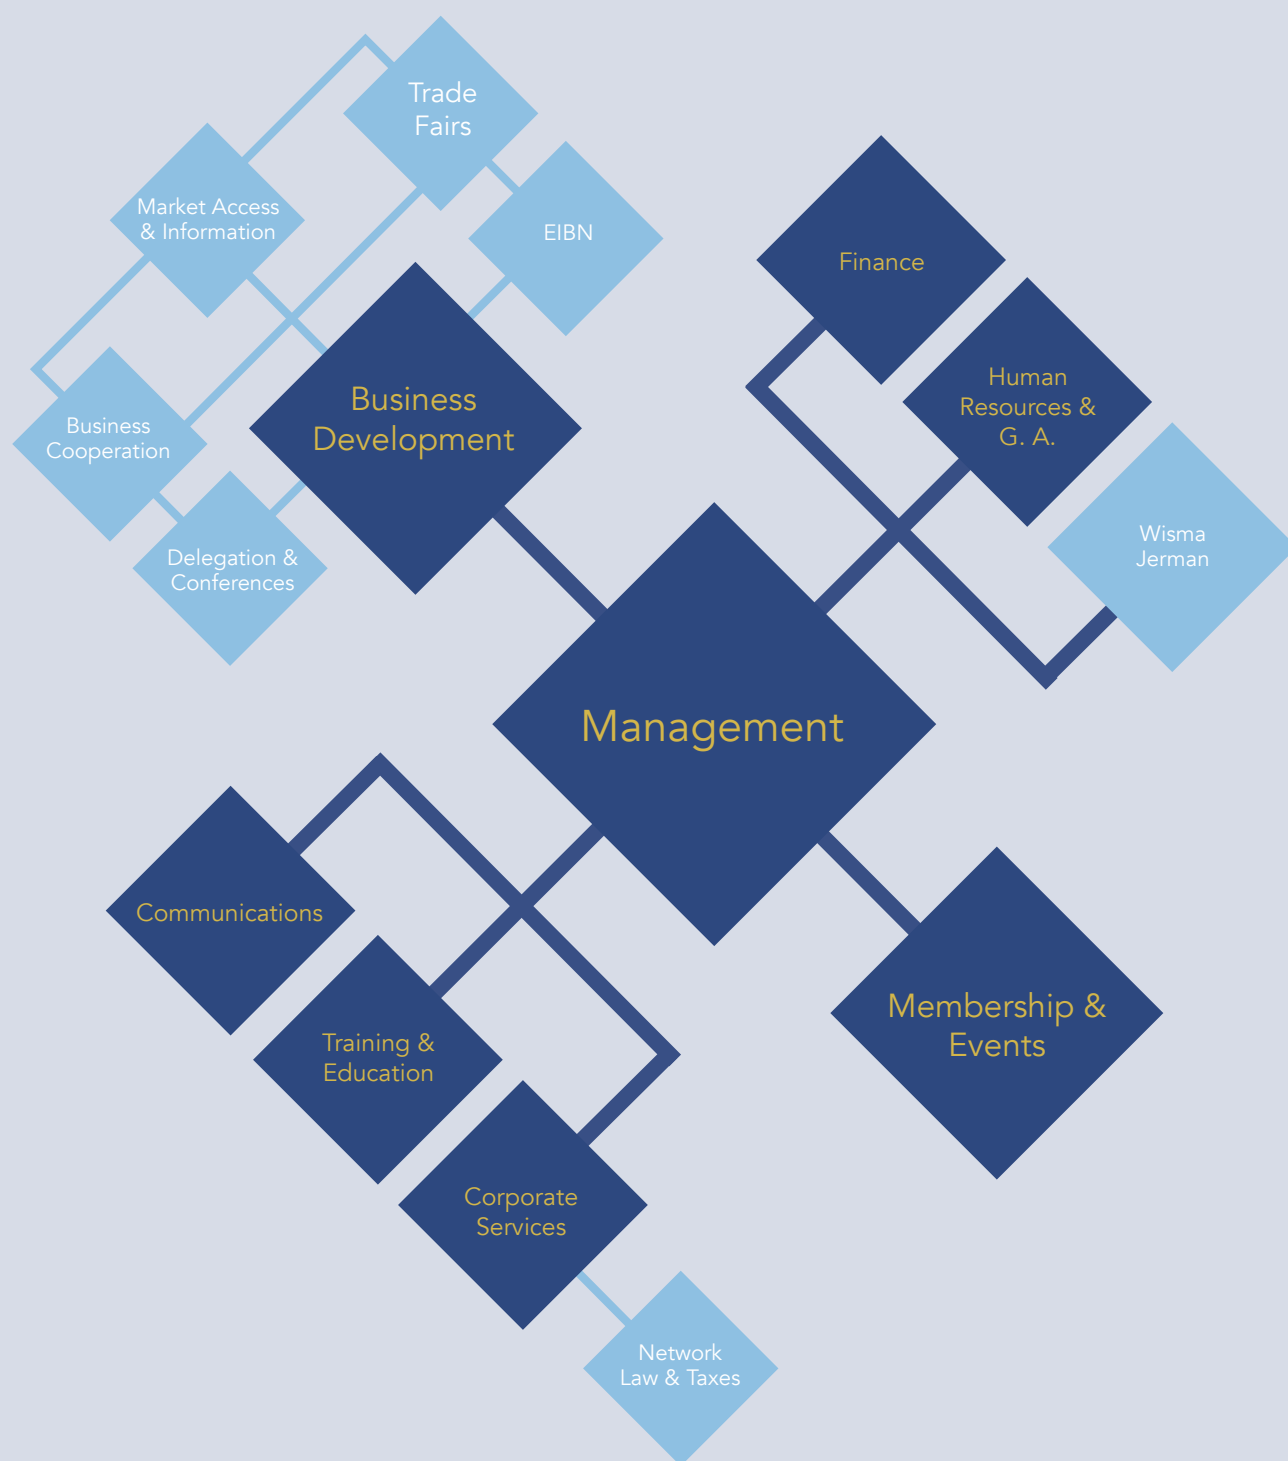 Trade
Fairs
Market Access
& Information
EIBN
Finance
Business
Development
Human
Resources &
G. A.
Business
Cooperation
Wisma
Jerman
Delegation &
Conferences
Management
Communications
Training &
Education
Membership &
Events
Corporate
Services
Network
Law & Taxes